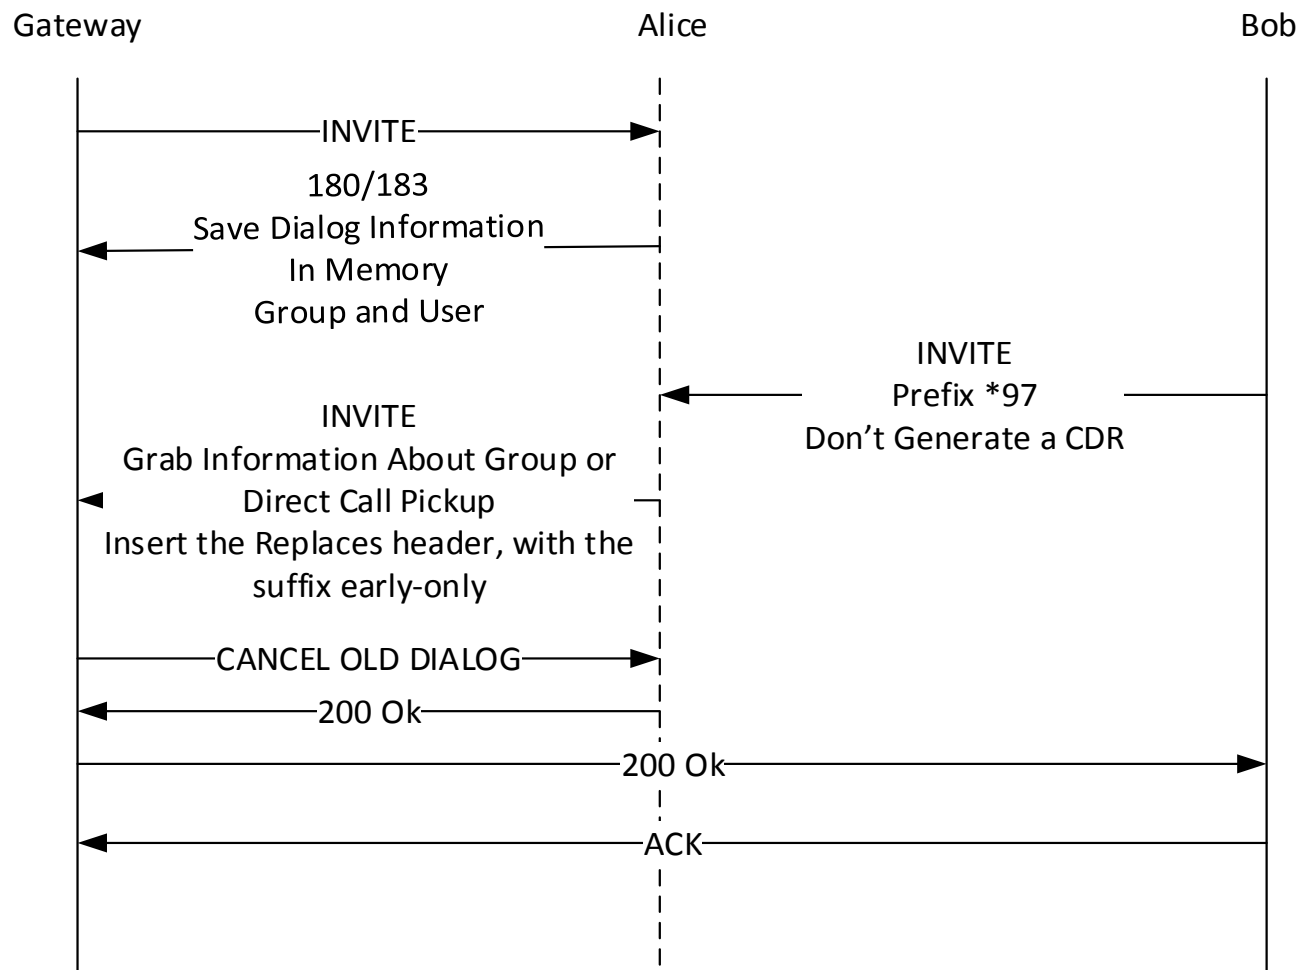 Gateway
Alice
Bob
INVITE
180/183
Save Dialog Information
In Memory
Group and User
INVITE
Prefix *97
Don’t Generate a CDR
INVITE
Grab Information About Group or
Direct Call Pickup
Insert the Replaces header, with the
suffix early-only
CANCEL OLD DIALOG
200 Ok
200 Ok
ACK